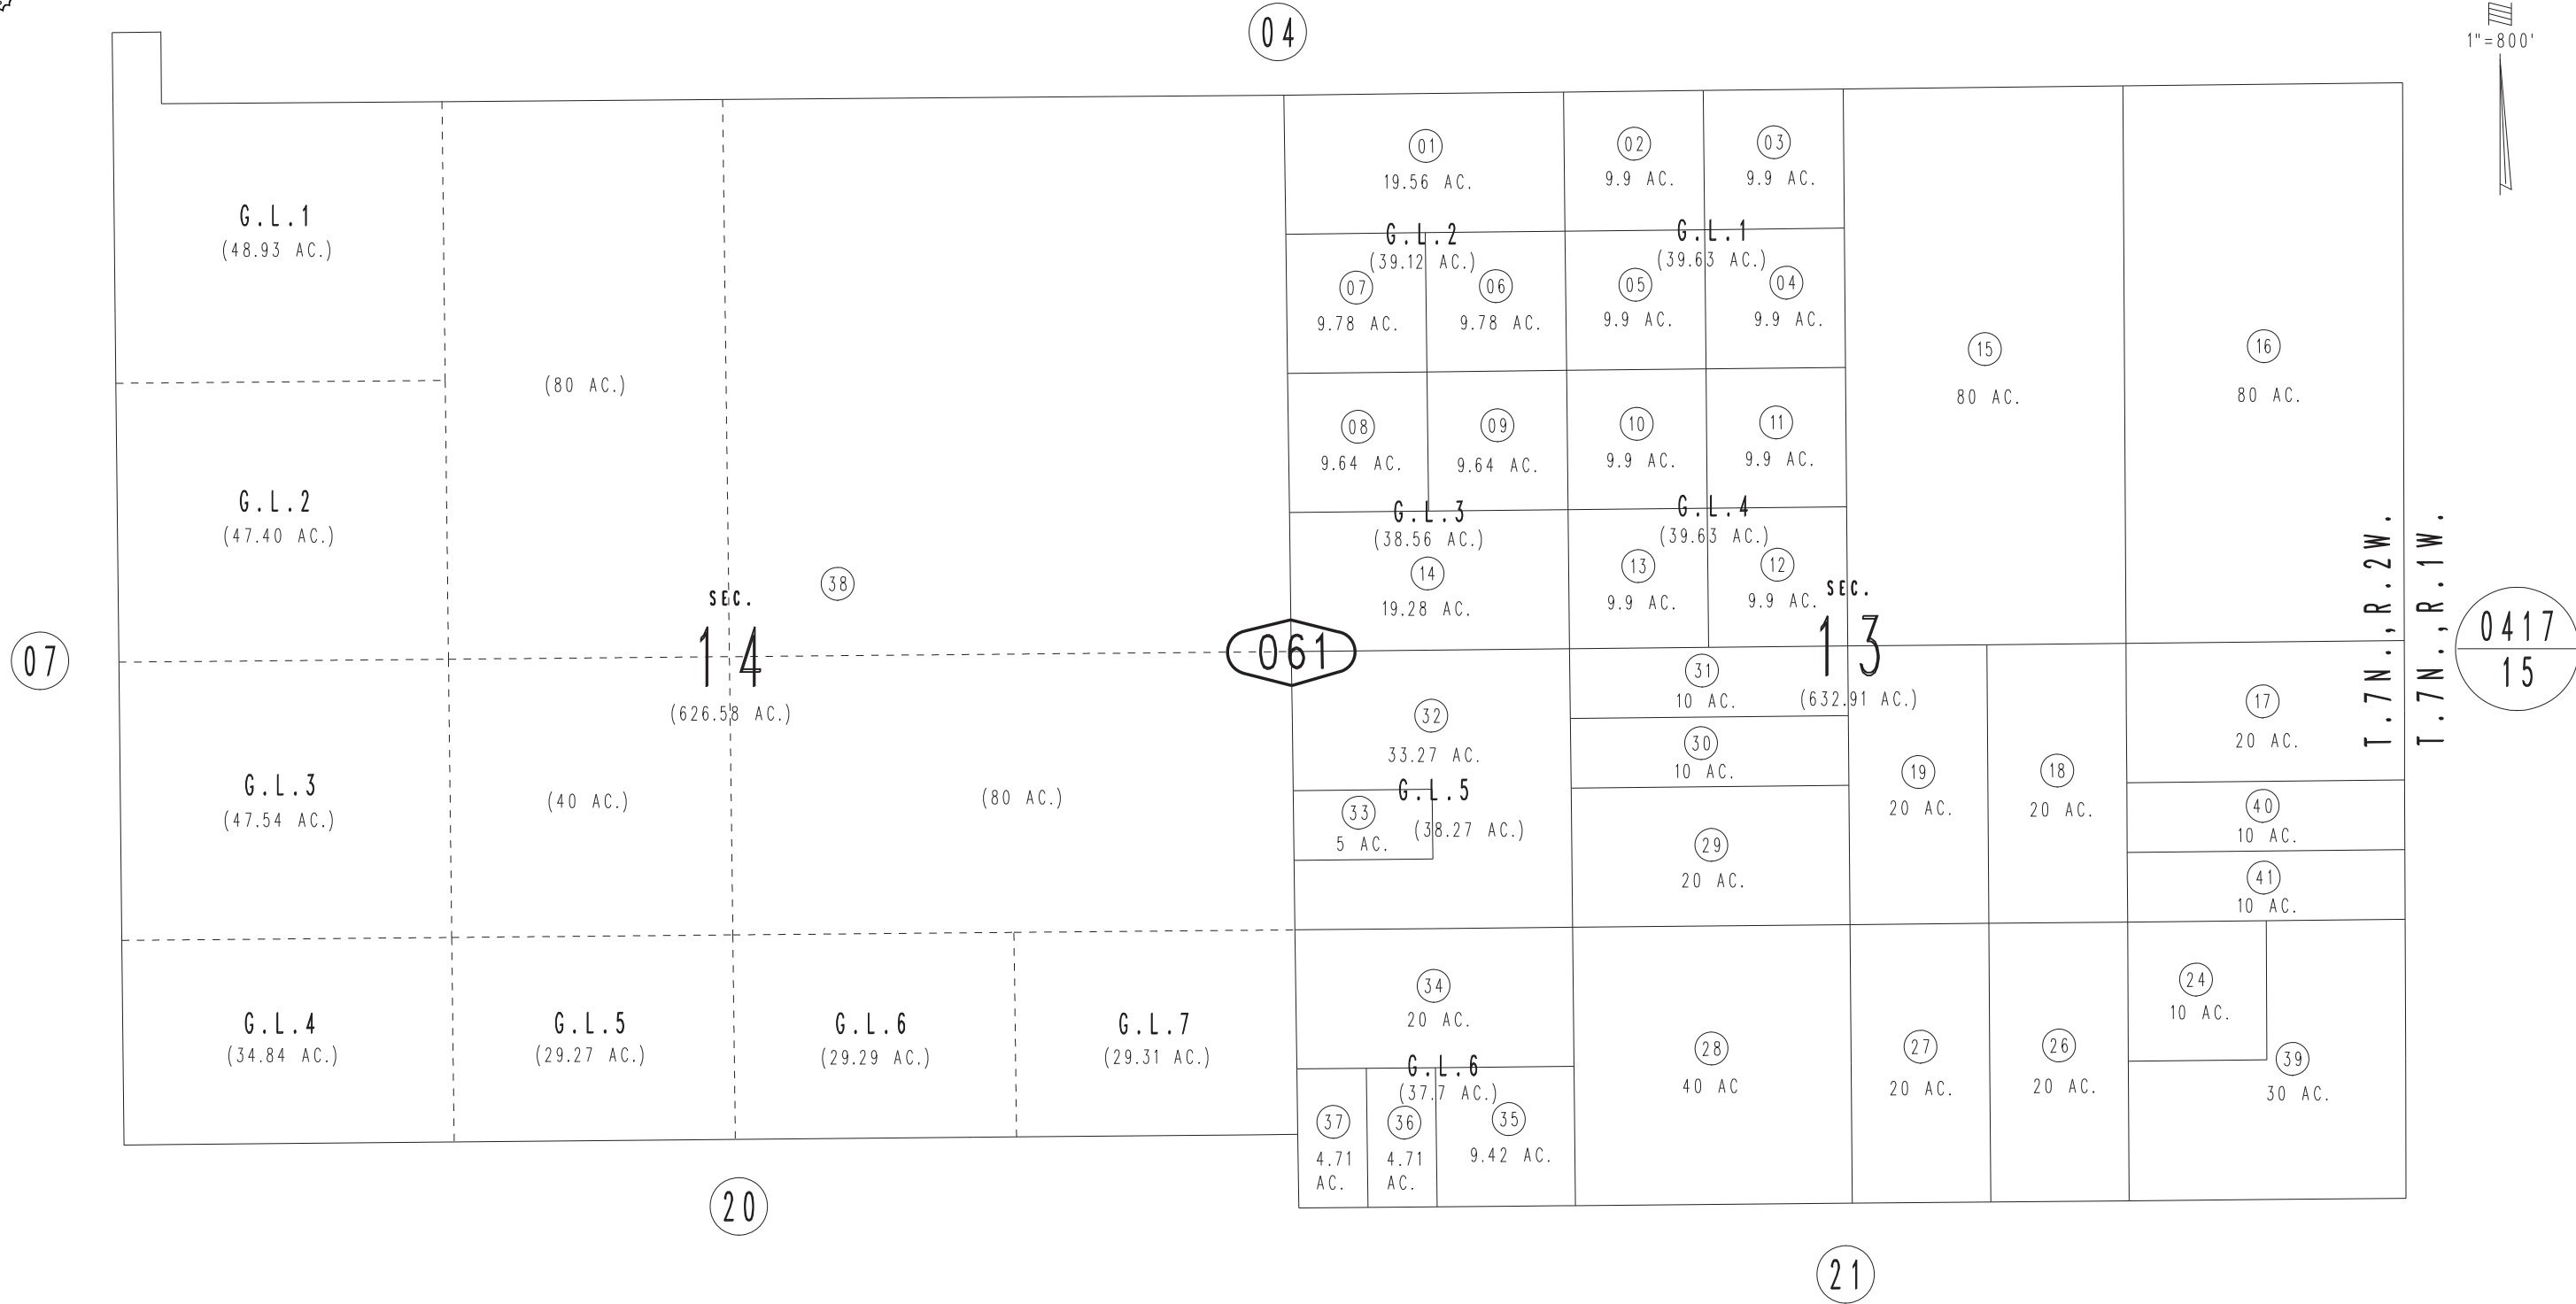 04
1"=800'
01
19.56 AC.
02
9.9 AC.
03
9.9 AC.
G.L.1
(48.93 AC.)
G.L.2
(39.12 AC.)
G.L.1
(39.63 AC.)
07
9.78 AC.
06
9.78 AC.
05
9.9 AC.
04
9.9 AC.
(80 AC.)
15
80 AC.
16
80 AC.
08
9.64 AC.
09
9.64 AC.
10
9.9 AC.
11
9.9 AC.
G.L.2
(47.40 AC.)
G.L.3
(38.56 AC.)
G.L.4
(39.63 AC.)
38
14
19.28 AC.
13
9.9 AC.
12
9.9 AC.
SEC.
14
(626.58 AC.)
SEC.
13
(632.91 AC.)
T.7N.,R.2W.
T.7N.,R.1W.
07
061
0417
15
31
10 AC.
32
33.27 AC.
30
10 AC.
17
20 AC.
G.L.3
(47.54 AC.)
(40 AC.)
(80 AC.)
G.L.5
(38.27 AC.)
33
5 AC.
19
20 AC.
18
20 AC.
40
10 AC.
29
20 AC.
41
10 AC.
34
20 AC.
24
10 AC.
G.L.4
(34.84 AC.)
G.L.5
(29.27 AC.)
G.L.6
(29.29 AC.)
G.L.7
(29.31 AC.)
G.L.6
(37.7 AC.)
28
40 AC
27
20 AC.
26
20 AC.
39
30 AC.
37
4.71
AC.
36
4.71
AC.
35
9.42 AC.
20
21